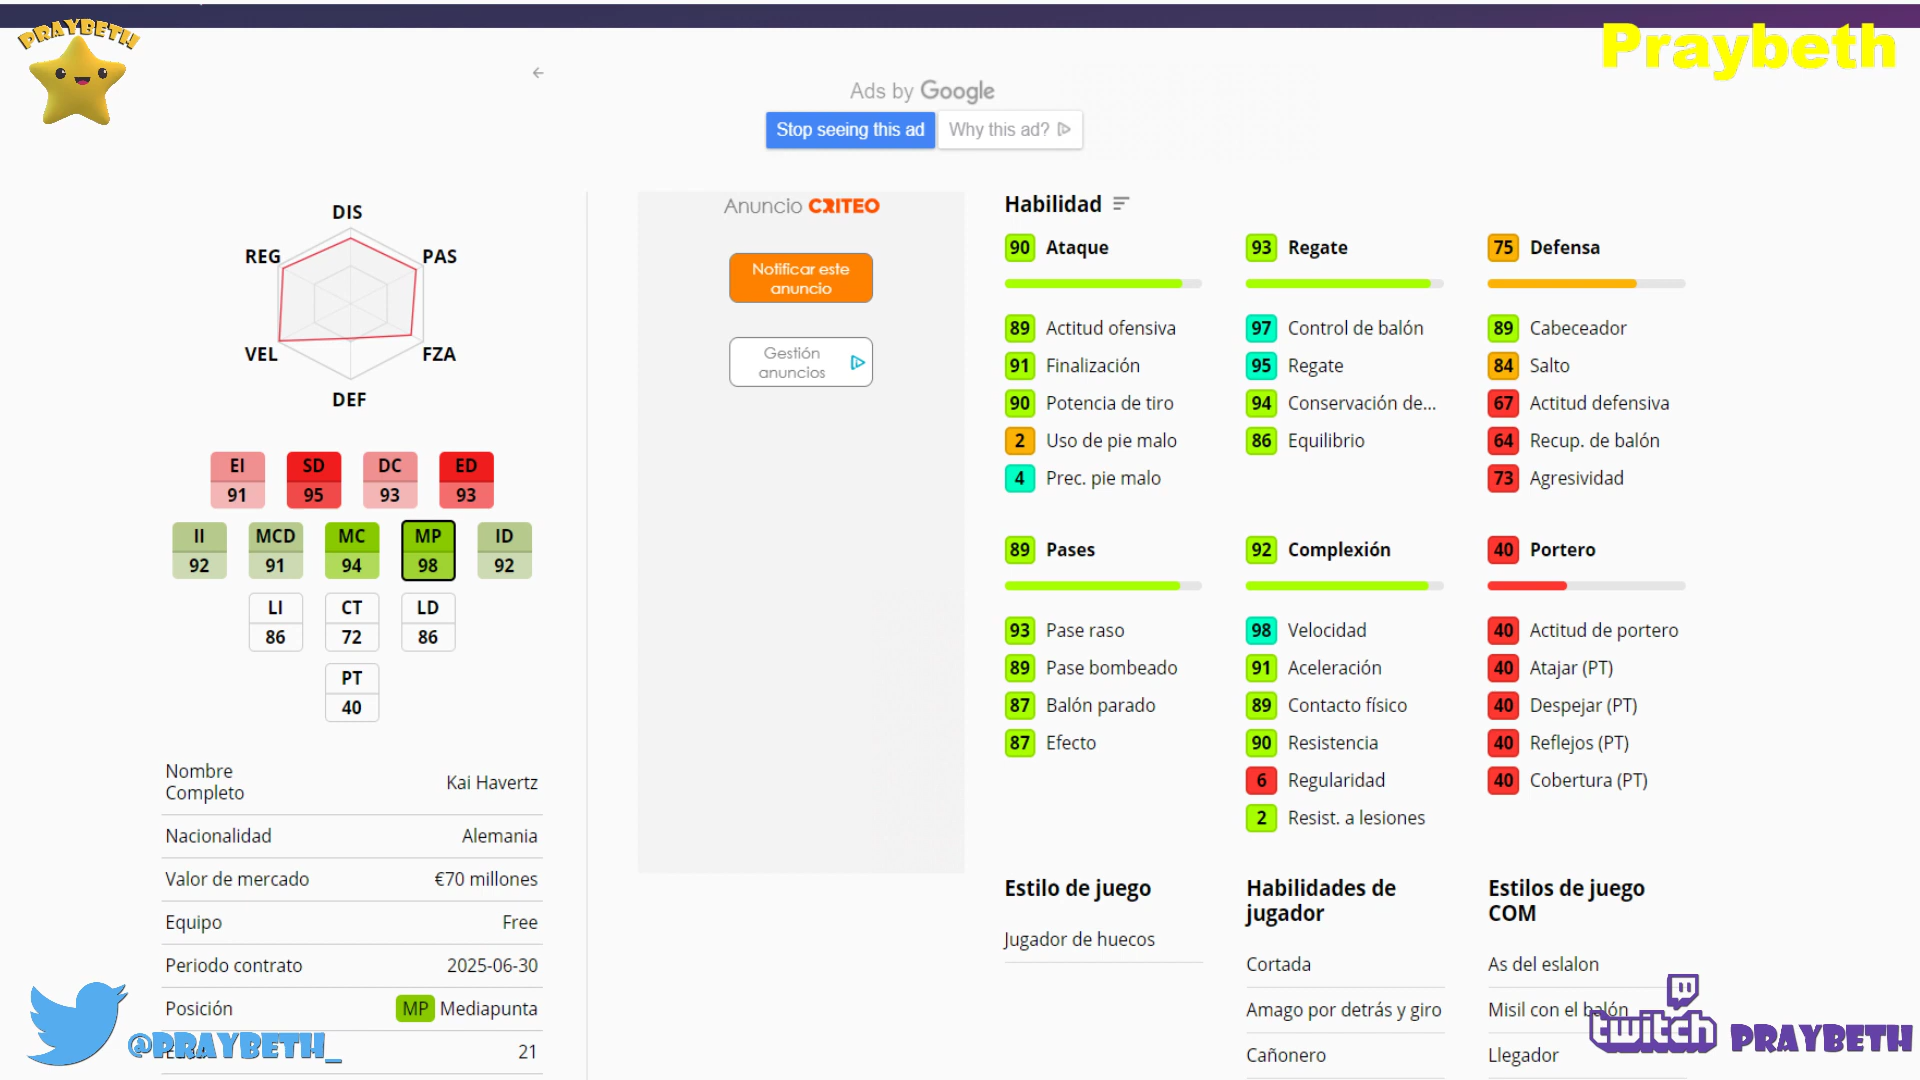 PRAYBETH
Praybeth
Ads by Google
Stop seeing this ad
Why this ad?
DIS
REG
PAS
VEL
FZA
DEF
EI
SD
DC
ED
91
95
93
93
II
MCD
MC
MP
ID
92
91
94
98
92
LI
CT
LD
86
72
86
PT
40
Nombre
Completo
Kai Havertz
Nacionalidad
Alemania
Valor de mercado
€70 millones
Equipo
Free
Periodo contrato
2025-06-30
Posición
MP Mediapunta
21
@PRAYBETH_
Anuncio CRITEO
Notificar este
anuncio
Gestión
anuncios
Habilidad
90 Ataque
89 Actitud ofensiva
91 Finalización
90 Potencia de tiro
2 Uso de pie malo
4 Prec. pie malo
93 Regate
97 Control de balón
95 Regate
94 Conservación de...
86 Equilibrio
75 Defensa
89 Cabeceador
84 Salto
67 Actitud defensiva
64 Recup. de balón
73 Agresividad
89 Pases
93 Pase raso
89 Pase bombeado
87 Balón parado
87 Efecto
92 Complexión
98 Velocidad
91 Aceleración
89 Contacto físico
90 Resistencia
6 Regularidad
2 Resist. a lesiones
40 Portero
40 Actitud de portero
40 Atajar (PT)
40 Despejar (PT)
40 Reflejos (PT)
40 Cobertura (PT)
Estilo de juego
Jugador de huecos
Habilidades de
jugador
Cortada
Amago por detrás y giro
Cañonero
Estilos de juego
COM
As del eslalon
Misil con el balón
Llegador
twitch PRAYBETH